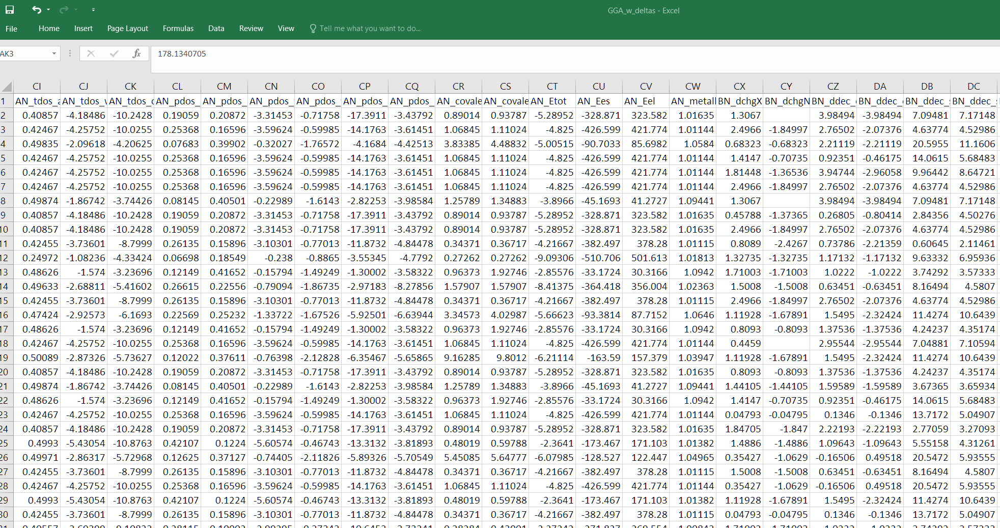 GGA_w_deltas - Excel
File Home Insert Page Layout Formulas Data Review View Tell me what you want to do...
AK3 fx 178.1340705
CI CJ CK CL CM CN CO CP CQ CR CS CT CU CV CW CX CY CZ DA DB DC
1 AN_tdos_a AN_tdos_v AN_tdos_c AN_pdos_ AN_pdos_ AN_pdos_ AN_pdos_ AN_pdos_ AN_pdos_ AN_covale AN_covale AN_Etot AN_Ees AN_Eel AN_metall BN_dchgX BN_dchgN BN_ddec_ BN_ddec_ BN_ddec_ BN_ddec_
2 0.40857 -4.18486 -10.2428 0.19059 0.20872 -3.31453 -0.71758 -17.3911 -3.43792 0.89014 0.93787 -5.28952 -328.871 323.582 1.01635 1.3067 3.98494 -3.98494 7.09481 7.17148
3 0.42467 -4.25752 -10.0255 0.25368 0.16596 -3.59624 -0.59985 -14.1763 -3.61451 1.06845 1.11024 -4.825 -426.599 421.774 1.01144 2.4966 -1.84997 2.76502 -2.07376 4.63774 4.52986
4 0.49835 -2.09618 -4.20625 0.07683 0.39902 -0.32027 -1.76572 -4.1684 -4.42513 3.83385 4.48832 -5.00515 -90.7033 85.6982 1.0584 0.68323 -0.68323 2.21119 -2.21119 20.5955 11.1606
5 0.42467 -4.25752 -10.0255 0.25368 0.16596 -3.59624 -0.59985 -14.1763 -3.61451 1.06845 1.11024 -4.825 -426.599 421.774 1.01144 1.4147 -0.70735 0.92351 -0.46175 14.0615 5.68483
6 0.42467 -4.25752 -10.0255 0.25368 0.16596 -3.59624 -0.59985 -14.1763 -3.61451 1.06845 1.11024 -4.825 -426.599 421.774 1.01144 1.81448 -1.36536 3.94744 -2.96058 9.96442 8.64721
7 0.42467 -4.25752 -10.0255 0.25368 0.16596 -3.59624 -0.59985 -14.1763 -3.61451 1.06845 1.11024 -4.825 -426.599 421.774 1.01144 2.4966 -1.84997 2.76502 -2.07376 4.63774 4.52986
8 0.49874 -1.86742 -3.74426 0.08145 0.40501 -0.22989 -1.6143 -2.82253 -3.98584 1.25789 1.34883 -3.8966 -45.1693 41.2727 1.09441 1.3067 3.98494 -3.98494 7.09481 7.17148
9 0.40857 -4.18486 -10.2428 0.19059 0.20872 -3.31453 -0.71758 -17.3911 -3.43792 0.89014 0.93787 -5.28952 -328.871 323.582 1.01635 0.45788 -1.37365 0.26805 -0.80414 2.84356 4.50276
10 0.40857 -4.18486 -10.2428 0.19059 0.20872 -3.31453 -0.71758 -17.3911 -3.43792 0.89014 0.93787 -5.28952 -328.871 323.582 1.01635 2.4966 -1.84997 2.76502 -2.07376 4.63774 4.52986
11 0.42455 -3.73601 -8.7999 0.26135 0.15896 -3.10301 -0.77013 -11.8732 -4.84478 0.34371 0.36717 -4.21667 -382.497 378.28 1.01115 0.8089 -2.4267 0.73786 -2.21359 0.60645 2.11461
12 0.24972 -1.08236 -4.33424 0.06698 0.18549 -0.238 -0.8865 -3.55345 -4.7792 0.27262 0.27262 -9.09306 -510.706 501.613 1.01813 1.32735 -1.32735 1.17132 -1.17132 9.63332 6.95936
13 0.48626 -1.574 -3.23696 0.12149 0.41652 -0.15794 -1.49249 -1.30002 -3.58322 0.96373 1.92746 -2.85576 -33.1724 30.3166 1.0942 1.71003 -1.71003 1.0222 -1.0222 3.74292 3.57333
14 0.49633 -2.68811 -5.41602 0.26615 0.22556 -0.79094 -1.86735 -2.97183 -8.27856 1.57907 1.57907 -8.41375 -364.418 356.004 1.02363 1.5008 -1.5008 0.63451 -0.63451 8.16494 4.5807
15 0.42455 -3.73601 -8.7999 0.26135 0.15896 -3.10301 -0.77013 -11.8732 -4.84478 0.34371 0.36717 -4.21667 -382.497 378.28 1.01115 2.4966 -1.84997 2.76502 -2.07376 4.63774 4.52986
16 0.47424 -2.92573 -6.1693 0.22569 0.25232 -1.33722 -1.67526 -5.92501 -6.63944 3.34573 4.02987 -5.66623 -93.3814 87.7152 1.0646 1.11928 -1.67891 1.5495 -2.32424 11.4274 10.6439
17 0.48626 -1.574 -3.23696 0.12149 0.41652 -0.15794 -1.49249 -1.30002 -3.58322 0.96373 1.92746 -2.85576 -33.1724 30.3166 1.0942 0.8093 -0.8093 1.37536 -1.37536 4.24237 4.35174
18 0.42467 -4.25752 -10.0255 0.25368 0.16596 -3.59624 -0.59985 -14.1763 -3.61451 1.06845 1.11024 -4.825 -426.599 421.774 1.01144 0.4459 2.95544 -2.95544 7.04881 7.10594
19 0.50089 -2.87326 -5.73627 0.12022 0.37611 -0.76398 -2.12828 -6.35467 -5.65865 9.16285 9.8012 -6.21114 -163.59 157.379 1.03947 1.11928 -1.67891 1.5495 -2.32424 11.4274 10.6439
20 0.40857 -4.18486 -10.2428 0.19059 0.20872 -3.31453 -0.71758 -17.3911 -3.43792 0.89014 0.93787 -5.28952 -328.871 323.582 1.01635 0.8093 -0.8093 1.37536 -1.37536 4.24237 4.35174
21 0.49874 -1.86742 -3.74426 0.08145 0.40501 -0.22989 -1.6143 -2.82253 -3.98584 1.25789 1.34883 -3.8966 -45.1693 41.2727 1.09441 1.44105 -1.44105 1.59589 -1.59589 3.67365 3.65934
22 0.48626 -1.574 -3.23696 0.12149 0.41652 -0.15794 -1.49249 -1.30002 -3.58322 0.96373 1.92746 -2.85576 -33.1724 30.3166 1.0942 1.4147 -0.70735 0.92351 -0.46175 14.0615 5.68483
23 0.42467 -4.25752 -10.0255 0.25368 0.16596 -3.59624 -0.59985 -14.1763 -3.61451 1.06845 1.11024 -4.825 -426.599 421.774 1.01144 0.04793 -0.04795 0.1346 -0.1346 13.7172 5.04907
24 0.40857 -4.18486 -10.2428 0.19059 0.20872 -3.31453 -0.71758 -17.3911 -3.43792 0.89014 0.93787 -5.28952 -328.871 323.582 1.01635 1.84705 -1.847 2.22193 -2.22193 2.77059 3.27093
25 0.4993 -5.43054 -10.8763 0.42107 0.1224 -5.60574 -0.46743 -13.3132 -3.81893 0.48019 0.59788 -2.3641 -173.467 171.103 1.01382 1.4886 -1.4886 1.09643 -1.09643 5.55158 4.31261
26 0.49971 -2.86317 -5.72968 0.12625 0.37127 -0.74405 -2.11826 -5.89326 -5.70549 5.45085 5.64777 -6.07985 -128.527 122.447 1.04965 0.35427 -1.0629 -0.16506 0.49518 20.5472 5.93555
27 0.42455 -3.73601 -8.7999 0.26135 0.15896 -3.10301 -0.77013 -11.8732 -4.84478 0.34371 0.36717 -4.21667 -382.497 378.28 1.01115 1.5008 -1.5008 0.63451 -0.63451 8.16494 4.5807
28 0.42467 -4.25752 -10.0255 0.25368 0.16596 -3.59624 -0.59985 -14.1763 -3.61451 1.06845 1.11024 -4.825 -426.599 421.774 1.01144 0.35427 -1.0629 -0.16506 0.49518 20.5472 5.93555
29 0.4993 -5.43054 -10.8763 0.42107 0.1224 -5.60574 -0.46743 -13.3132 -3.81893 0.48019 0.59788 -2.3641 -173.467 171.103 1.01382 1.11928 -1.67891 1.5495 -2.32424 11.4274 10.6439
30 0.42455 -3.73601 -8.7999 0.26135 0.15896 -3.10301 -0.77013 -11.8732 -4.84478 0.34371 0.36717 -4.21667 -382.497 378.28 1.01115 0.04793 -0.04795 0.1346 -0.1346 13.7172 5.04907